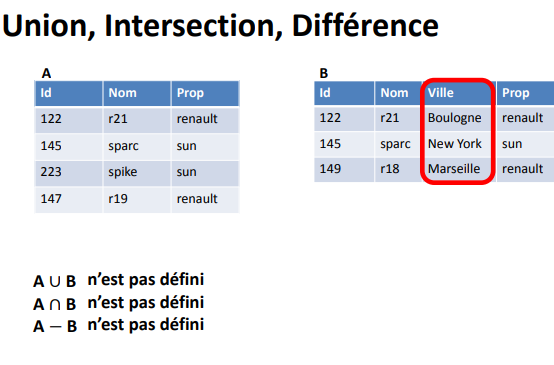 Union, Intersection, Différence
A
Id Nom Prop
122 r21 renault
145 sparc sun
223 spike sun
147 r19 renault
B
Id Nom Ville Prop
122 r21 Boulogne renault
145 sparc New York sun
149 r18 Marseille renault
A ∪ B n'est pas défini
A ∩ B n'est pas défini
A − B n'est pas défini